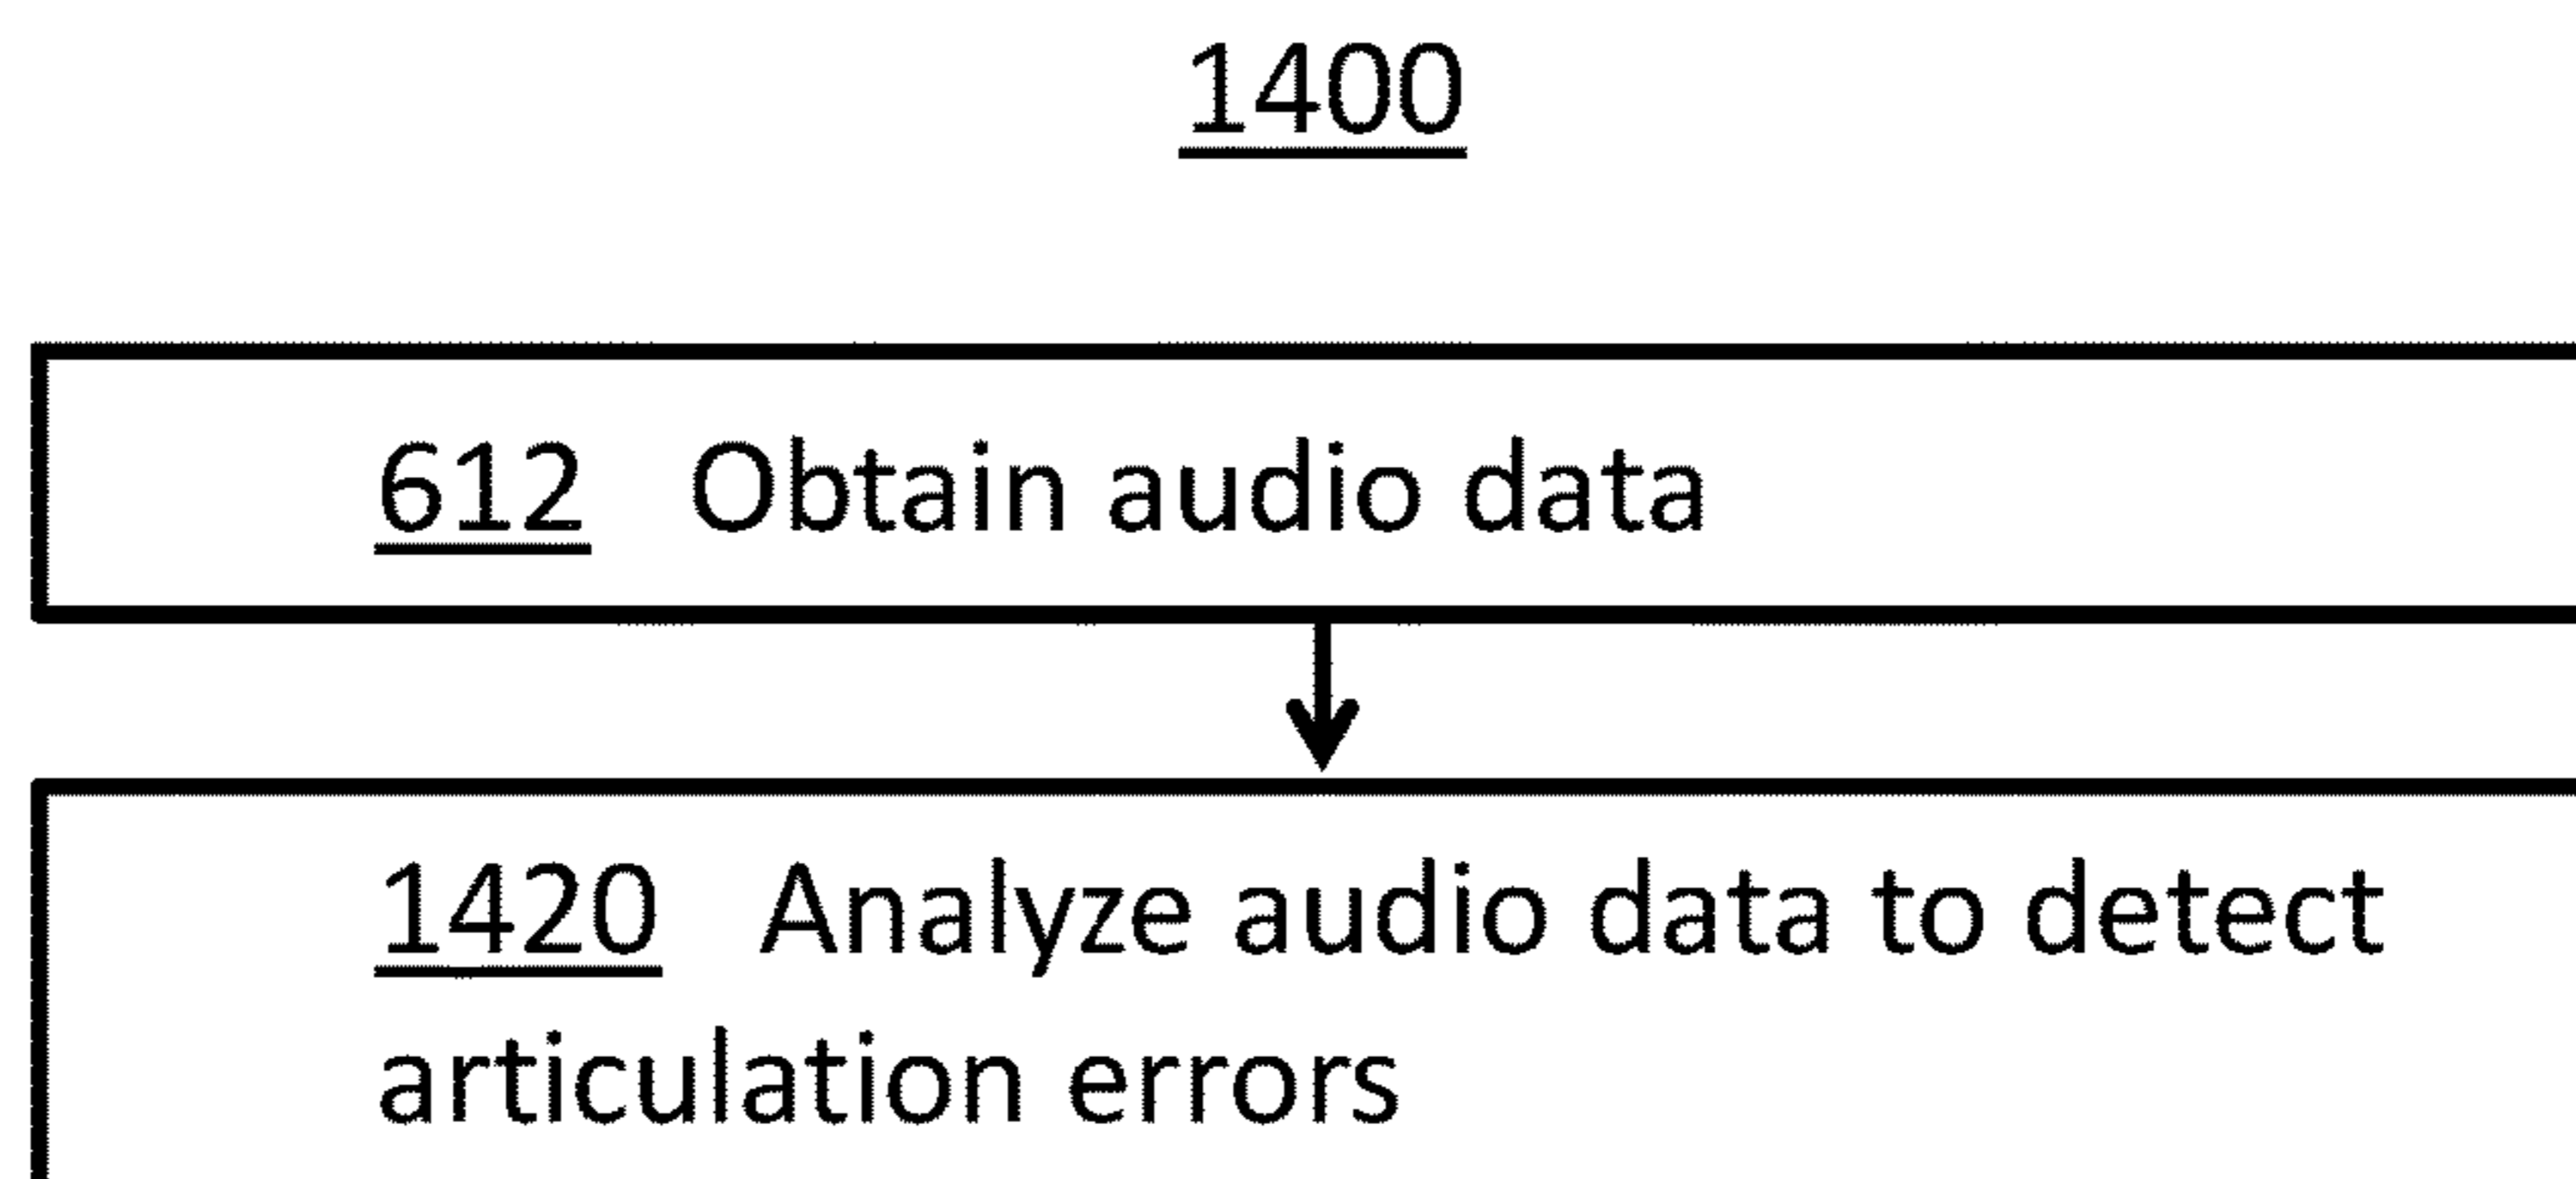 1400
612 Obtain audio data
1420 Analyze audio data to detect
articulation errors